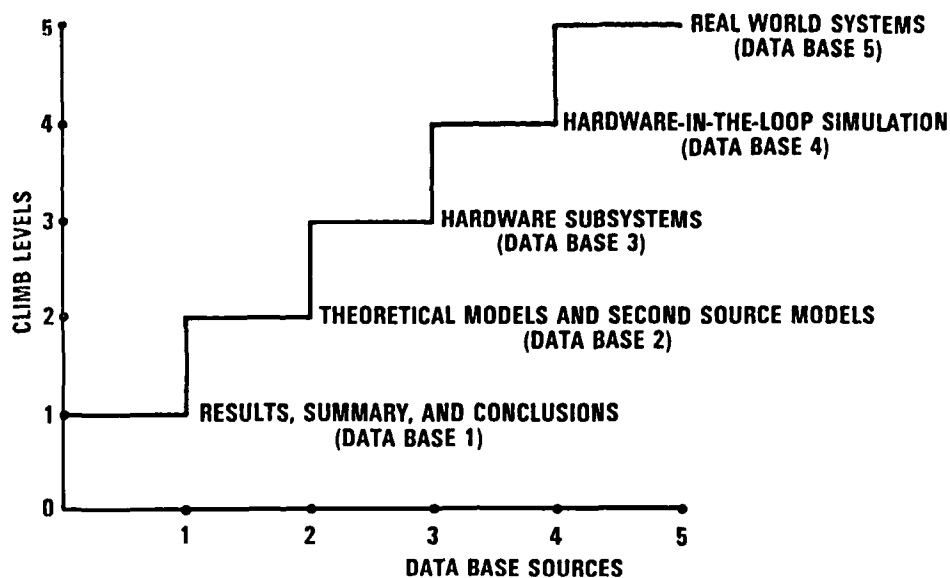 5
REAL WORLD SYSTEMS
(DATA BASE 5)
4
HARDWARE-IN-THE-LOOP SIMULATION
(DATA BASE 4)
CLIMB LEVELS
3
HARDWARE SUBSYSTEMS
(DATA BASE 3)
2
THEORETICAL MODELS AND SECOND SOURCE MODELS
(DATA BASE 2)
1
RESULTS, SUMMARY, AND CONCLUSIONS
(DATA BASE 1)
0
1 2 3 4 5
DATA BASE SOURCES